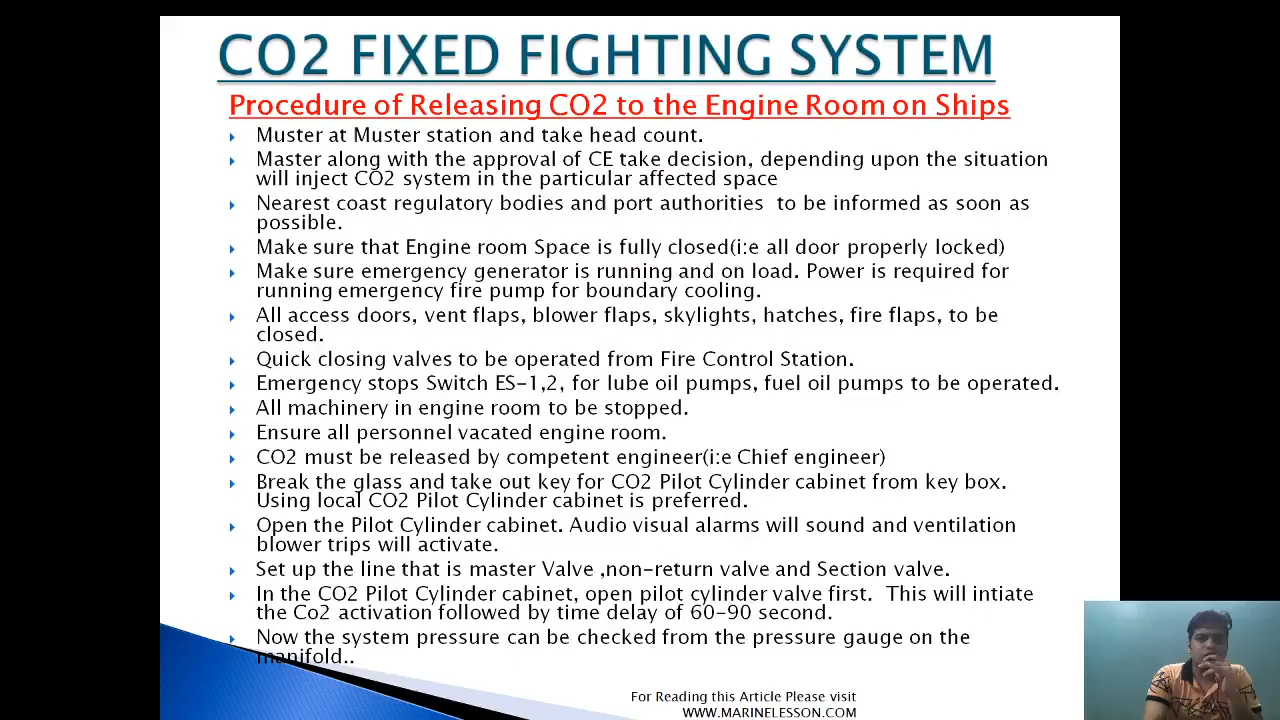 CO2 FIXED FIGHTING SYSTEM
Procedure of Releasing CO2 to the Engine Room on Ships
Muster at Muster station and take head count.
Master along with the approval of CE take decision, depending upon the situation
will inject CO2 system in the particular affected space
Nearest coast regulatory bodies and port authorities to be informed as soon as
possible.
Make sure that Engine room Space is fully closed(i:e all door properly locked)
Make sure emergency generator is running and on load. Power is required for
running emergency fire pump for boundary cooling.
All access doors, vent flaps, blower flaps, skylights, hatches, fire flaps, to be
closed.
Quick closing valves to be operated from Fire Control Station.
Emergency stops Switch ES-1,2, for lube oil pumps, fuel oil pumps to be operated.
All machinery in engine room to be stopped.
Ensure all personnel vacated engine room.
CO2 must be released by competent engineer(i:e Chief engineer)
Break the glass and take out key for CO2 Pilot Cylinder cabinet from key box.
Using local CO2 Pilot Cylinder cabinet is preferred.
Open the Pilot Cylinder cabinet. Audio visual alarms will sound and ventilation
blower trips will activate.
Set up the line that is master Valve ,non-return valve and Section valve.
In the CO2 Pilot Cylinder cabinet, open pilot cylinder valve first. This will intiate
the Co2 activation followed by time delay of 60-90 second.
Now the system pressure can be checked from the pressure gauge on the
manifold..
For Reading this Article Please visit
WWW.MARINELESSON.COM